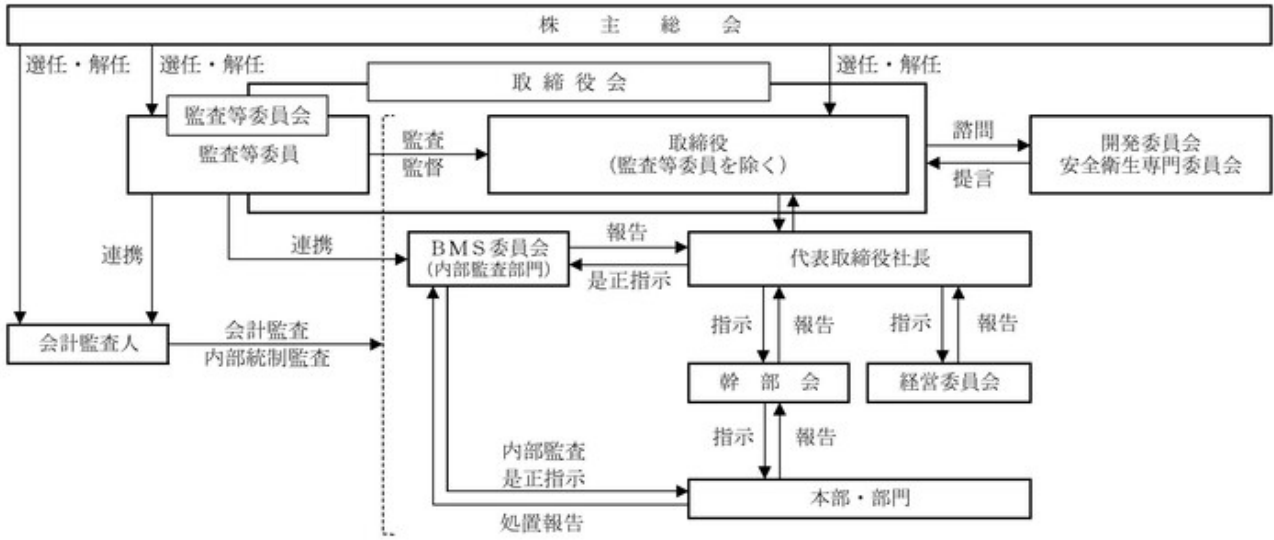 株主総会
選任・解任
選任・解任
選任・解任
取締役会
監査等委員会
監査等委員
監査
監督
取締役
(監査等委員を除く)
諮問
提言
開発委員会
安全衛生専門委員会
連携
連携
BMS委員会
(内部監査部門)
報告
是正指示
代表取締役社長
会計監査人
会計監査
内部統制監査
指示
報告
指示
報告
幹部会
経営委員会
指示
報告
内部監査
是正指示
処置報告
本部・部門